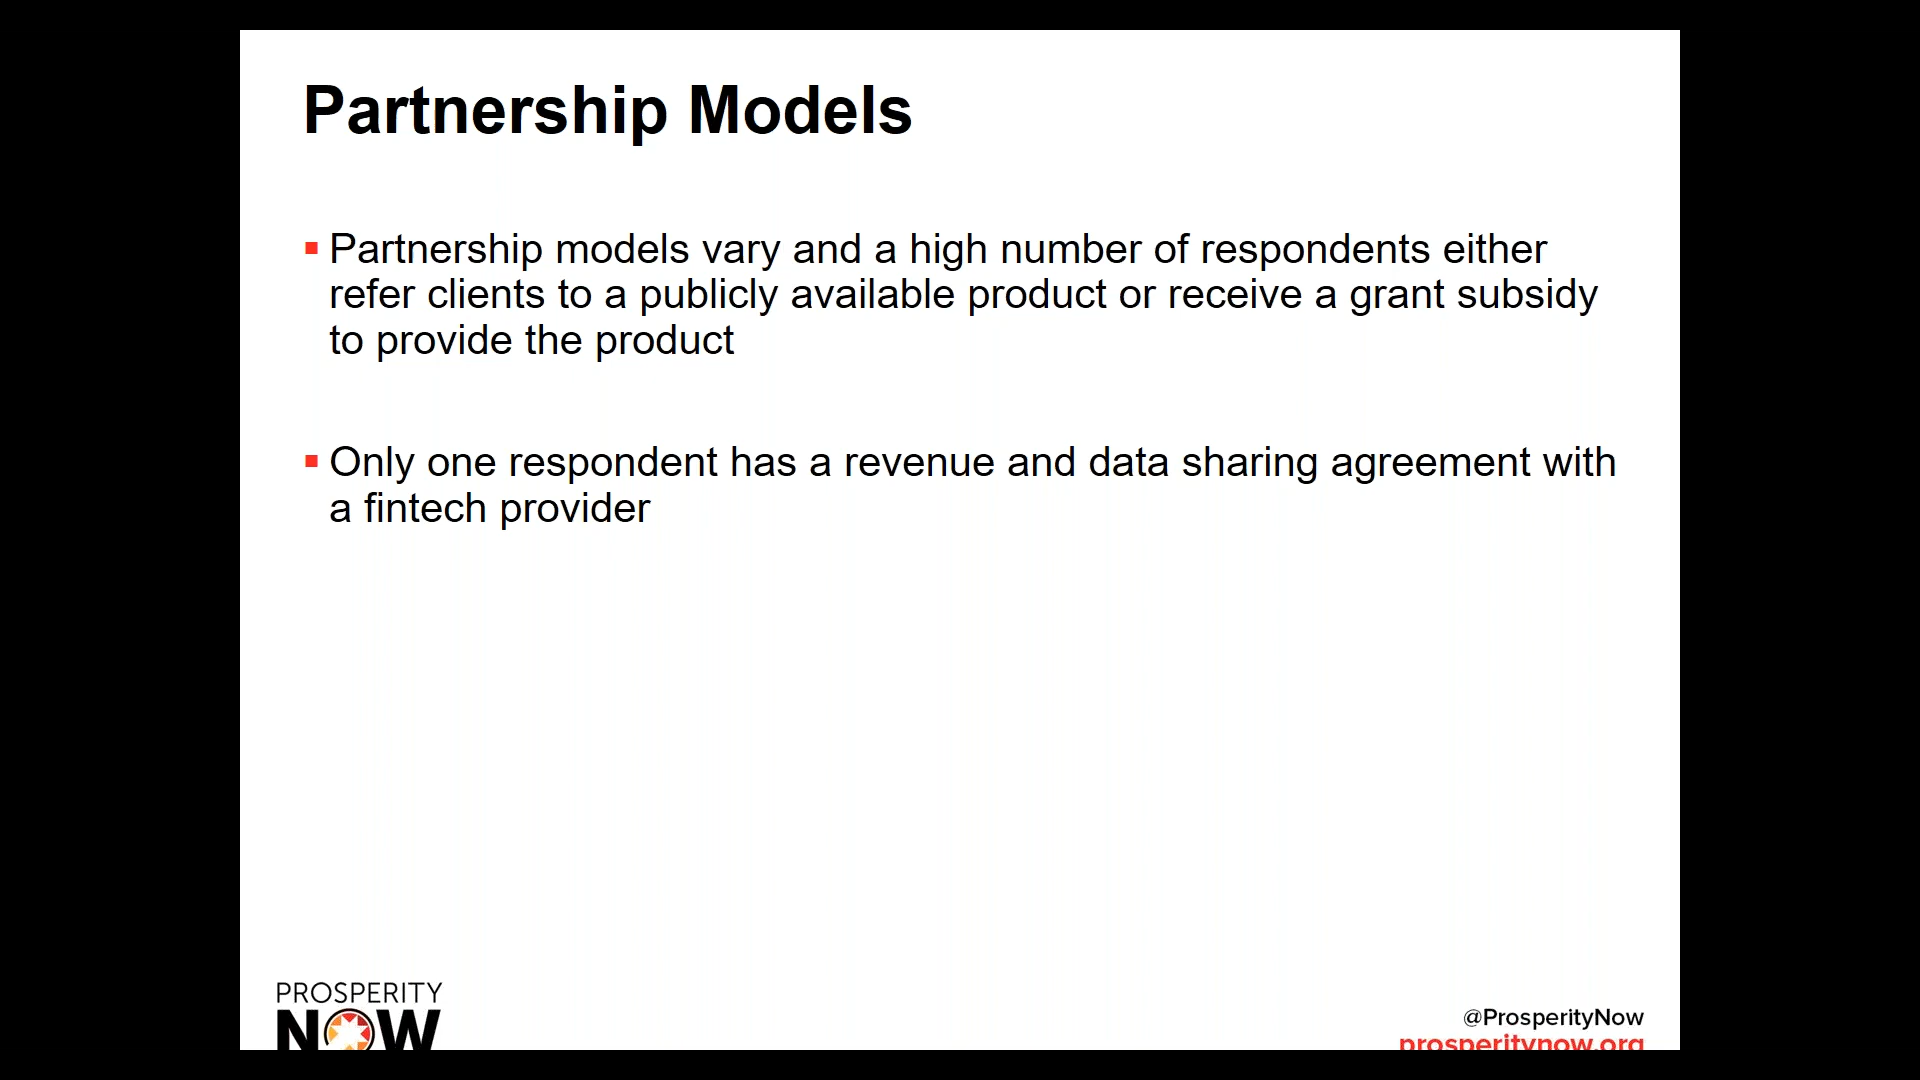 Partnership Models
Partnership models vary and a high number of respondents either
refer clients to a publicly available product or receive a grant subsidy
to provide the product
Only one respondent has a revenue and data sharing agreement with
a fintech provider
PROSPERITY
NOW
@ProsperityNow
prosperitynow.org